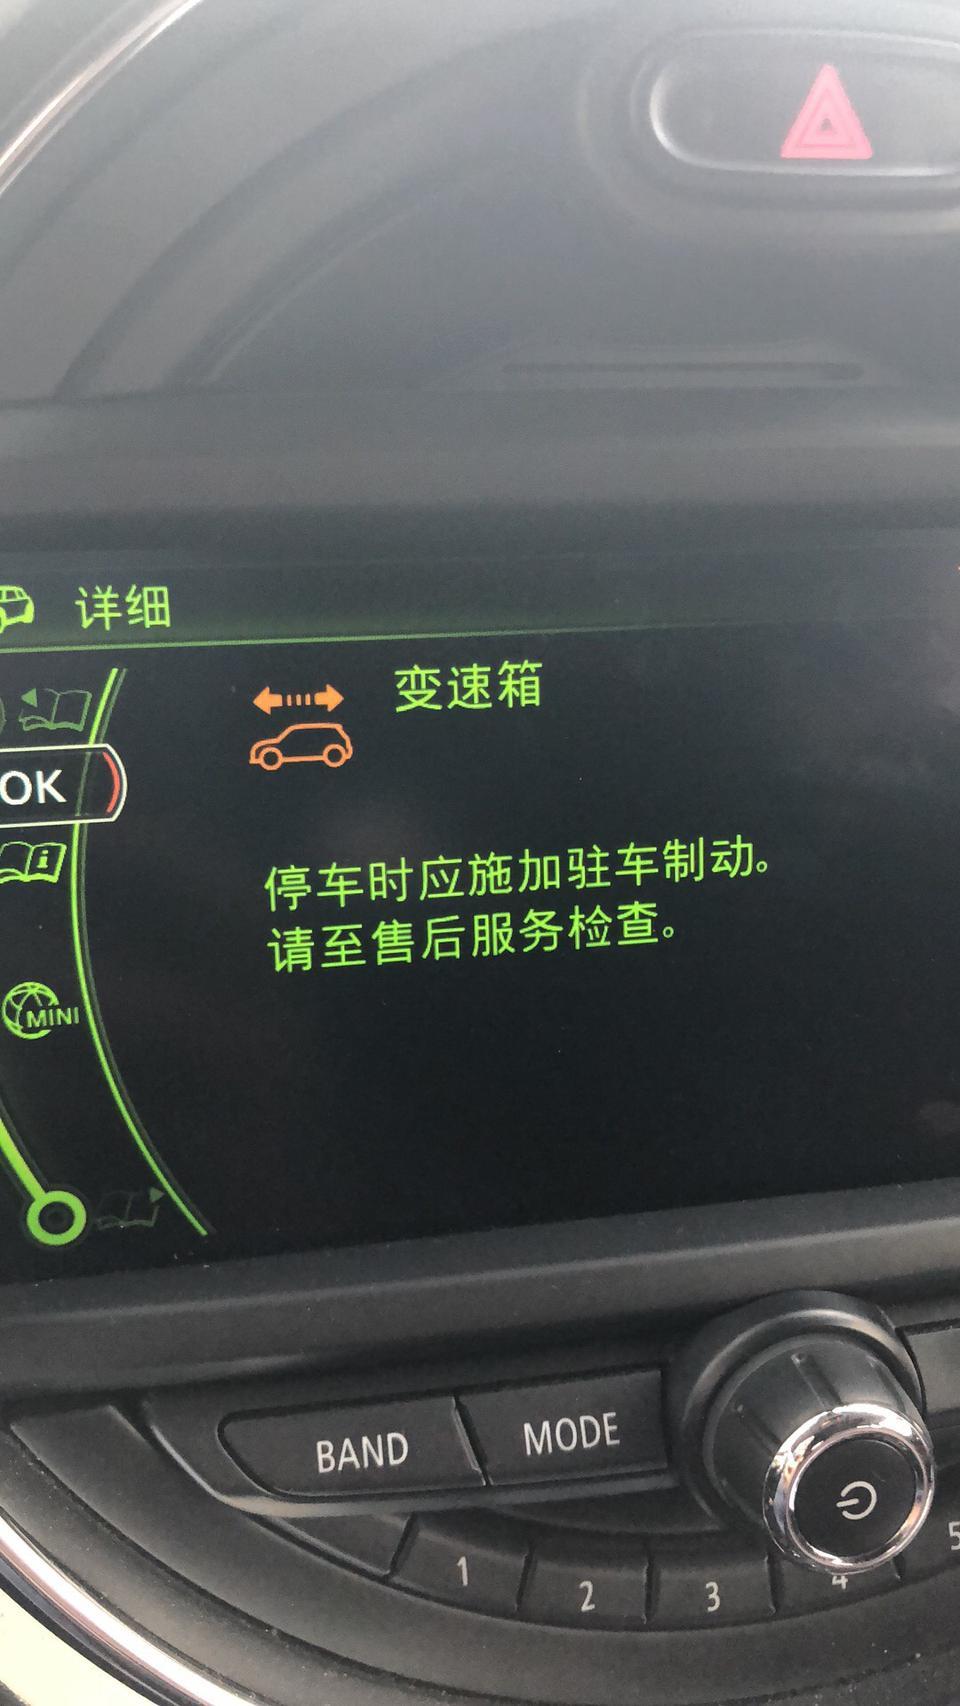 详细
变速箱
OK
停车时应施加驻车制动。
请至售后服务检查。
MINI
BAND
MODE
1
2
3
4
5